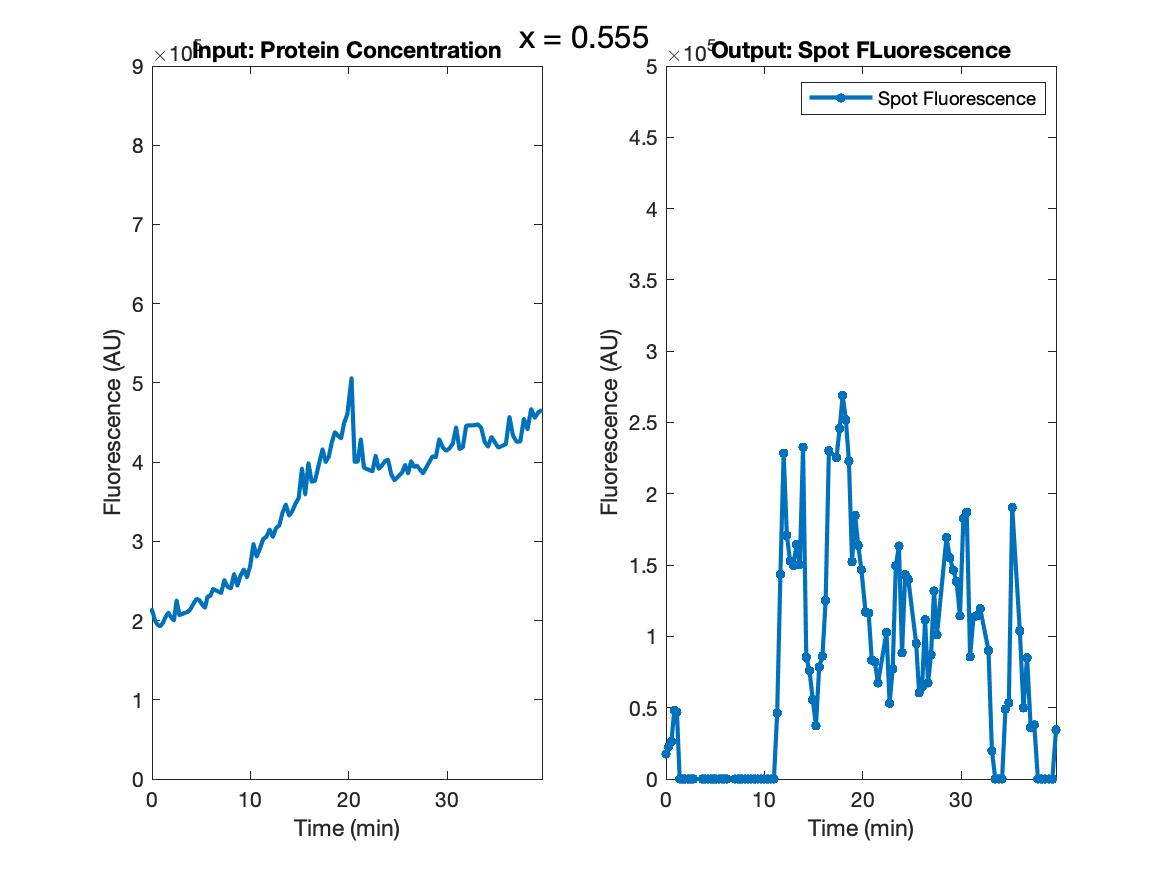 x = 0.555
×10⁵
Input: Protein Concentration
9
8
7
6
5
4
3
2
1
0
0 10 20 30
Time (min)
Fluorescence (AU)
×10⁵
Output: Spot FLuorescence
Spot Fluorescence
5
4.5
4
3.5
3
2.5
2
1.5
1
0.5
0
0 10 20 30
Time (min)
Fluorescence (AU)